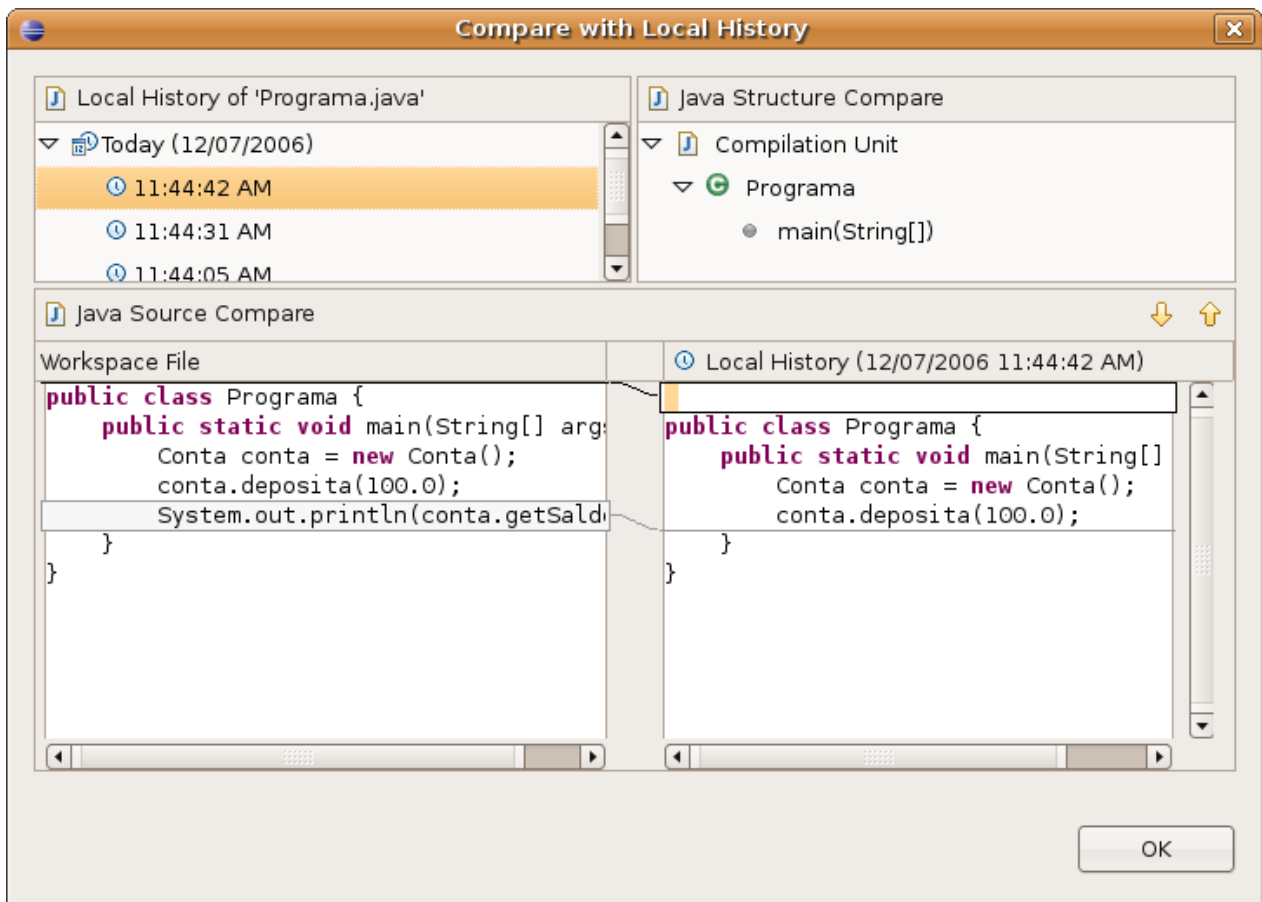 Compare with Local History
Local History of 'Programa.java'
Today (12/07/2006)
11:44:42 AM
11:44:31 AM
11:44:05 AM
Java Structure Compare
Compilation Unit
Programa
main(String[])
Java Source Compare
Workspace File
public class Programa {
public static void main(String[] arg
Conta conta = new Conta();
conta.deposita(100.0);
System.out.println(conta.getSald
}
}
Local History (12/07/2006 11:44:42 AM)
public class Programa {
public static void main(String[]
Conta conta = new Conta();
conta.deposita(100.0);
}
}
OK